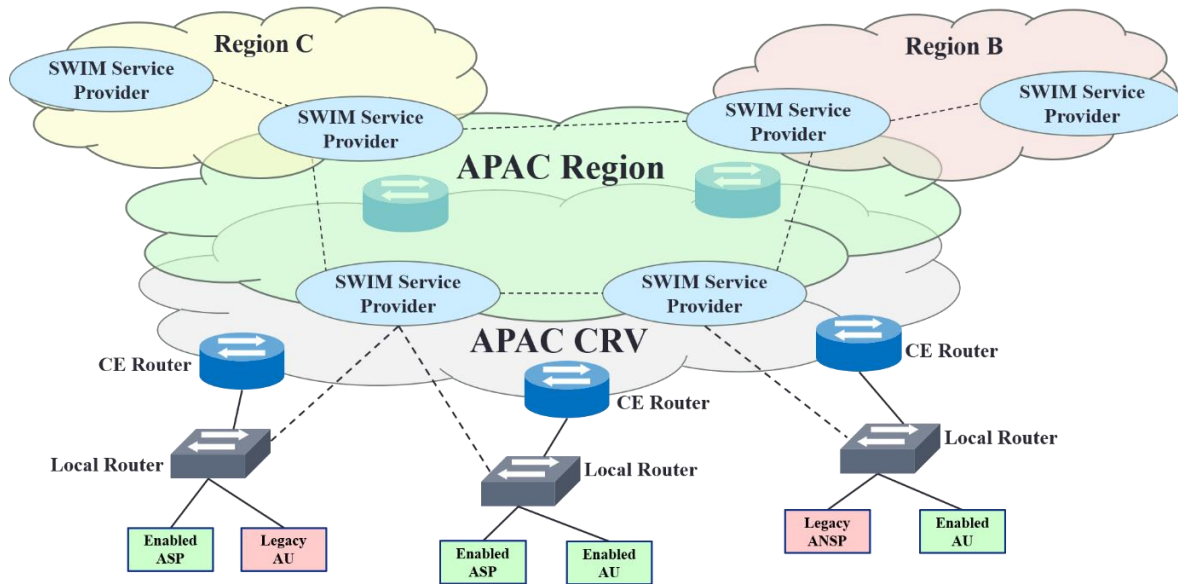 Region C
Region B
SWIM Service
Provider
SWIM Service
Provider
SWIM Service
Provider
SWIM Service
Provider
APAC Region
SWIM Service
Provider
SWIM Service
Provider
APAC CRV
CE Router
CE Router
CE Router
Local Router
Local Router
Local Router
Enabled
ASP
Legacy
AU
Enabled
ASP
Enabled
AU
Legacy
ANSP
Enabled
AU